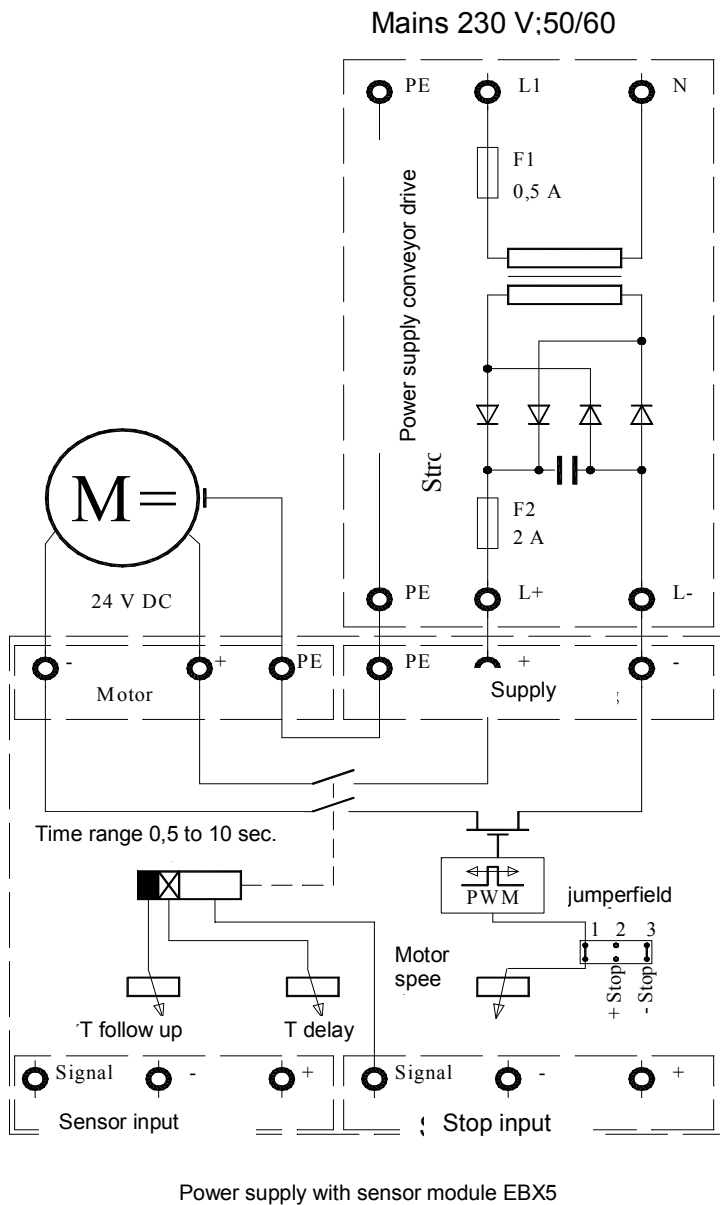 Mains 230 V;50/60
PE
L1
N
F1
0,5 A
Power supply conveyor drive
F2
2 A
M=
24 V DC
PE
L+
L-
-
+
PE
PE
+
-
Motor
Supply
Time range 0,5 to 10 sec.
PWM
jumperfield
1 2 3
+ Stop
- Stop
Motor
spee
T follow up
T delay
Signal
-
+
Signal
-
+
Sensor input
Stop input
Power supply with sensor module EBX5